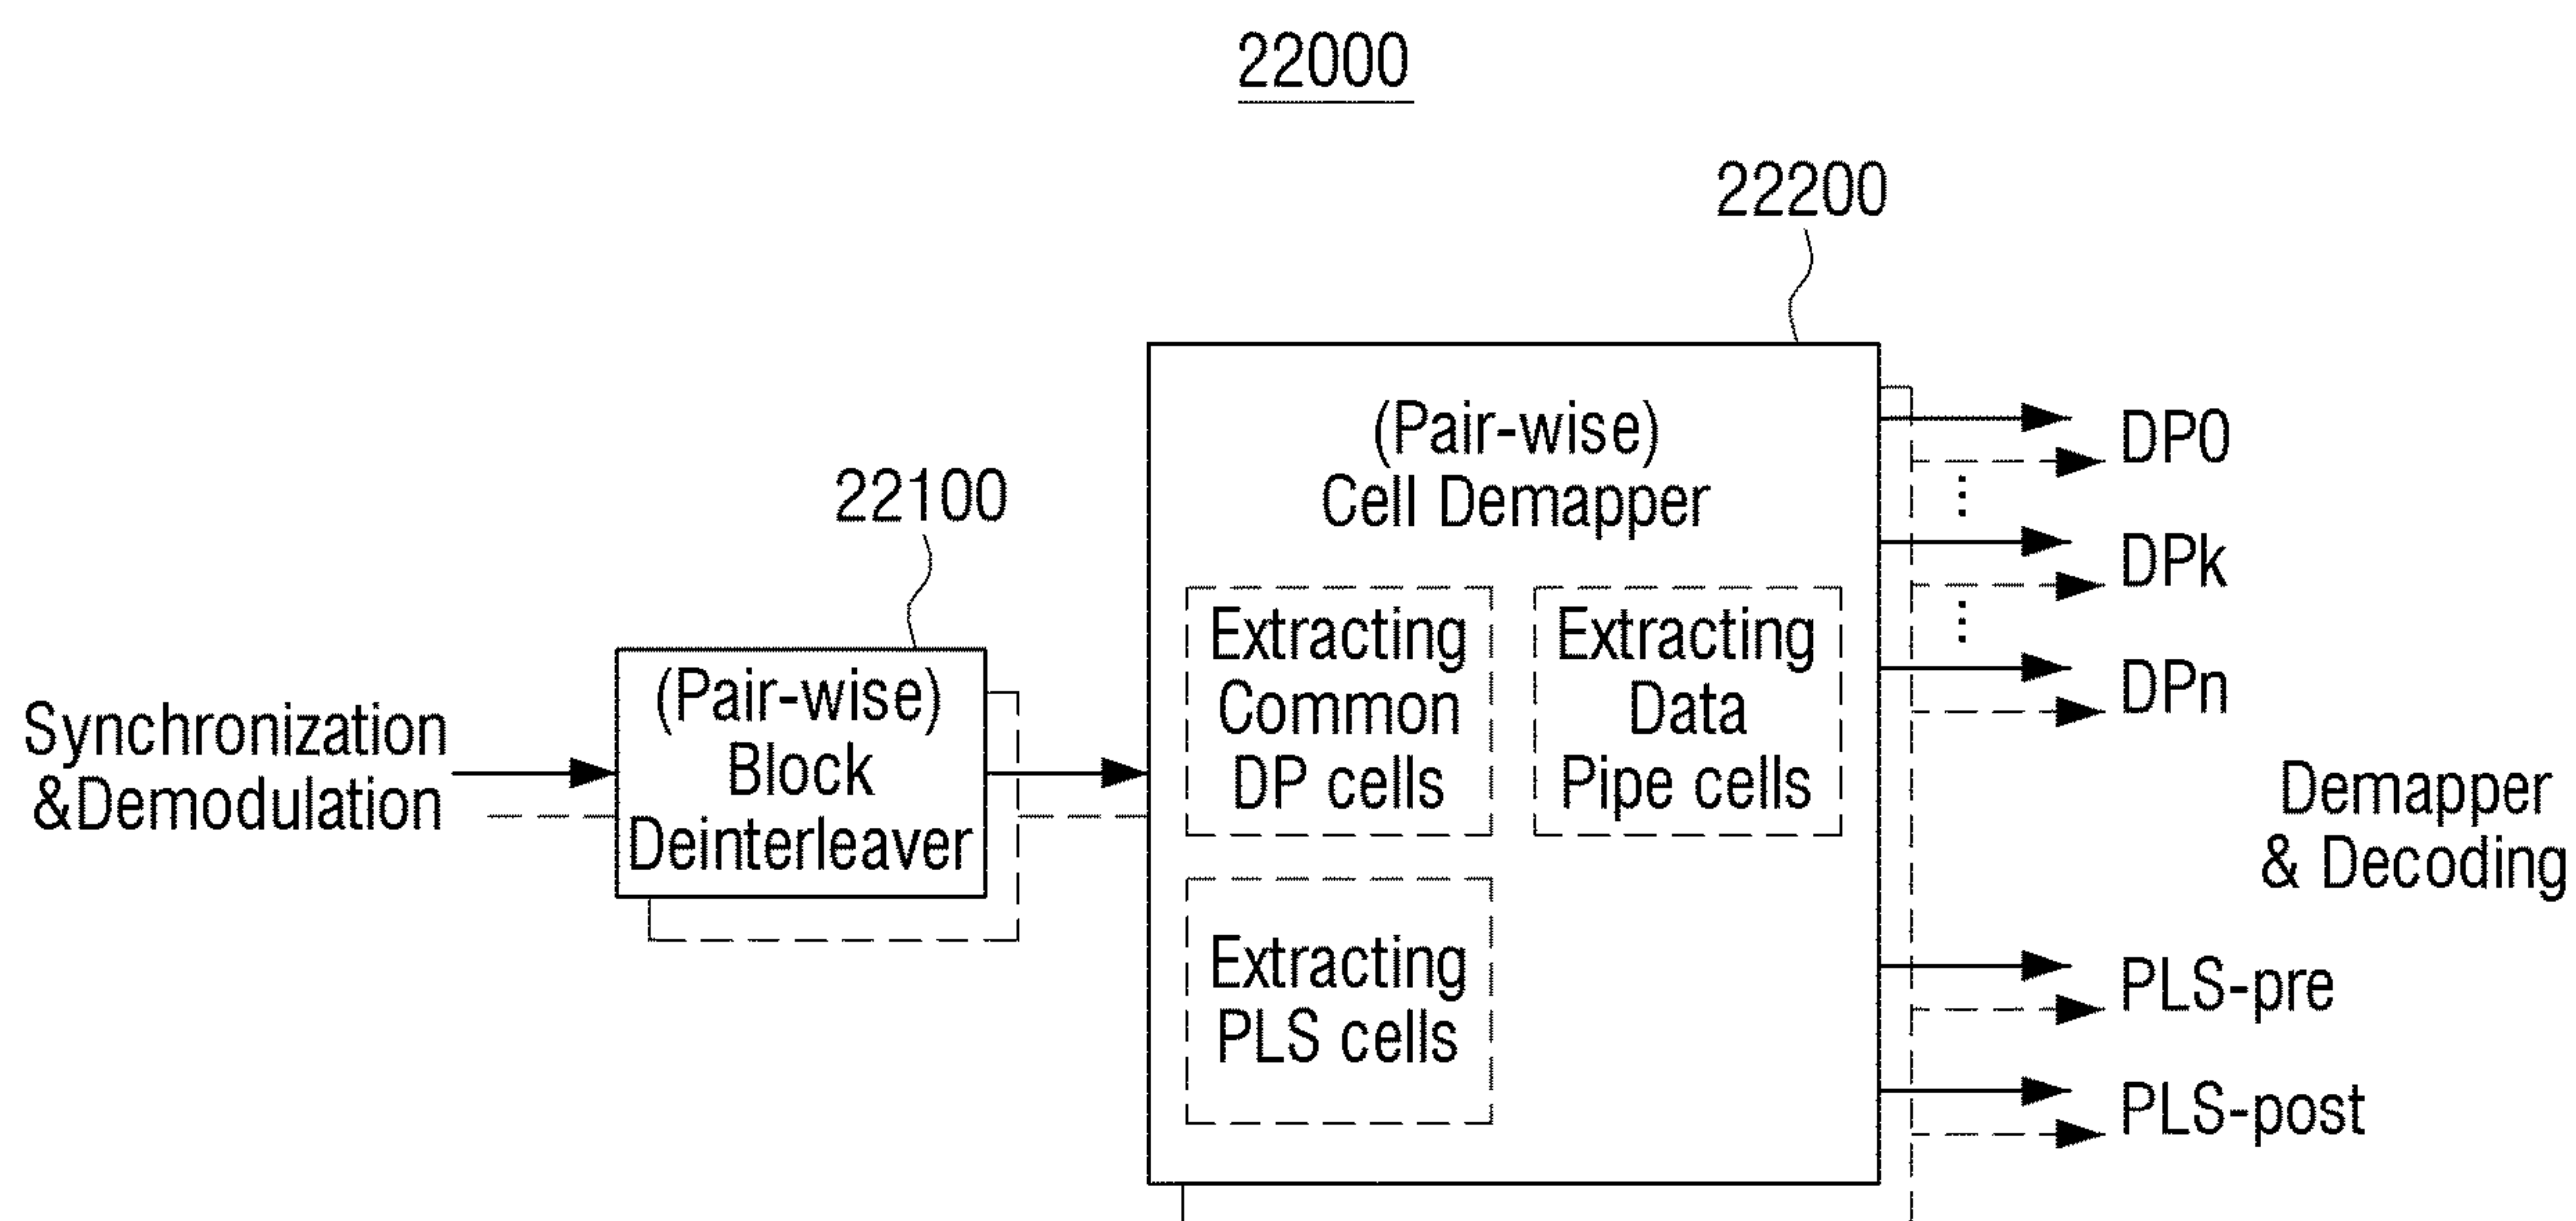 22000
22200
22100
(Pair-wise)
Cell Demapper
Extracting
Common
DP cells
Extracting
Data
Pipe cells
Extracting
PLS cells
(Pair-wise)
Block
Deinterleaver
Synchronization
&Demodulation
DP0
DPk
DPn
Demapper
& Decoding
PLS-pre
PLS-post